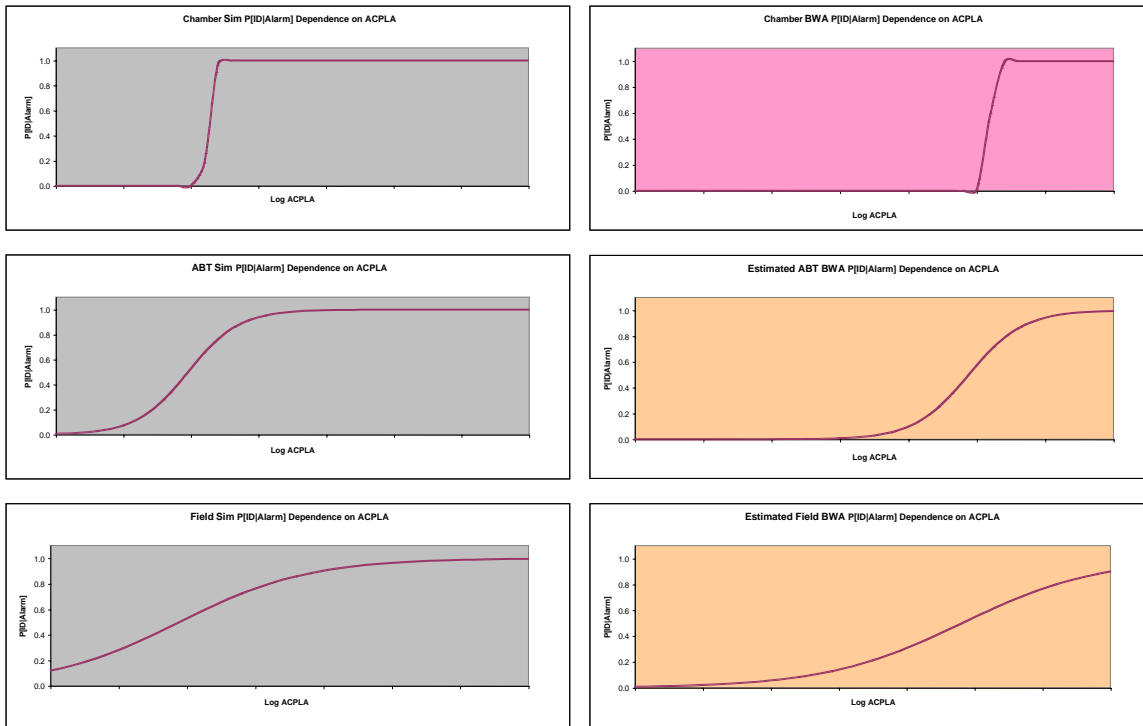 Chamber Sim P[ID|Alarm] Dependence on ACPLA
P[ID|Alarm]
1.0
0.8
0.6
0.4
0.2
0.0
Log ACPLA
Chamber BWA P[ID|Alarm] Dependence on ACPLA
P[ID|Alarm]
1.0
0.8
0.6
0.4
0.2
0.0
Log ACPLA
ABT Sim P[ID|Alarm] Dependence on ACPLA
P[ID|Alarm]
1.0
0.8
0.6
0.4
0.2
0.0
Log ACPLA
Estimated ABT BWA P[ID|Alarm] Dependence on ACPLA
P[ID|Alarm]
1.0
0.8
0.6
0.4
0.2
0.0
Log ACPLA
Field Sim P[ID|Alarm] Dependence on ACPLA
P[ID|Alarm]
1.0
0.8
0.6
0.4
0.2
0.0
Log ACPLA
Estimated Field BWA P[ID|Alarm] Dependence on ACPLA
P[ID|Alarm]
1.0
0.8
0.6
0.4
0.2
0.0
Log ACPLA